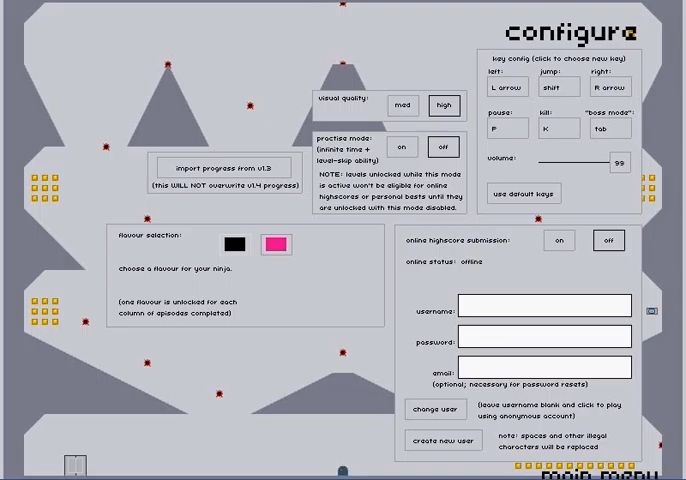 configure
key config (click to choose new key)
left:
jump:
right:
L arrow
shift
R arrow
pause:
kill:
"boss mode":
P
K
tab
volume:
99
use default keys
visual quality:
med
high
practise mode:
(infinite time +
level-skip ability)
on
off
NOTE: levels unlocked while this mode
is active won't be eligible for online
highscores or personal bests until they
are unlocked with this mode disabled.
import progress from v1.3
(this WILL NOT overwrite v1.4 progress)
flavour selection:
choose a flavour for your ninja.
(one flavour is unlocked for each
column of episodes completed)
online highscore submission:
on
off
online status: offline
username:
password:
email:
(optional; necessary for password resets)
change user
(leave username blank and click to play
using anonymous account)
create new user
note: spaces and other illegal
characters will be replaced
main menu